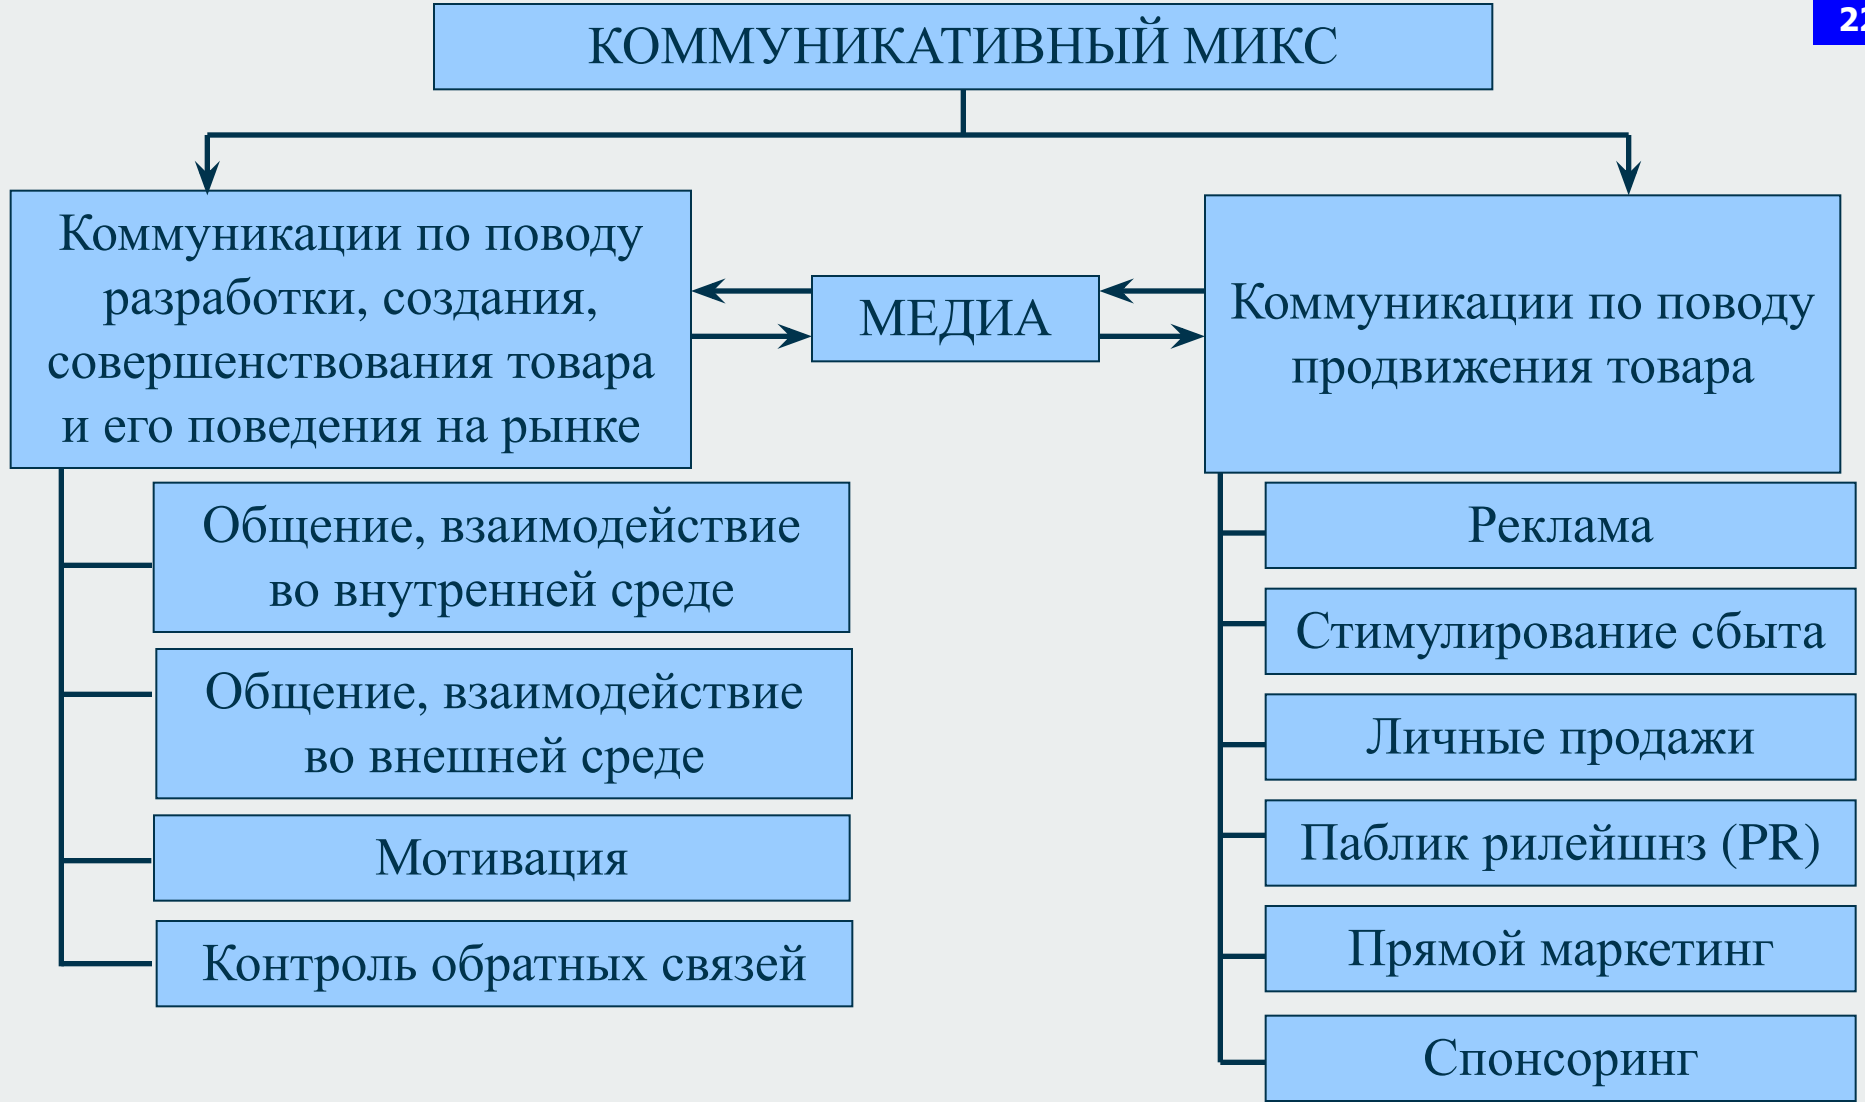 22
КОММУНИКАТИВНЫЙ МИКС
Коммуникации по поводу
разработки, создания,
совершенствования товара
и его поведения на рынке
МЕДИА
Коммуникации по поводу
продвижения товара
Общение, взаимодействие
во внутренней среде
Общение, взаимодействие
во внешней среде
Мотивация
Контроль обратных связей
Реклама
Стимулирование сбыта
Личные продажи
Паблик рилейшнз (PR)
Прямой маркетинг
Спонсоринг